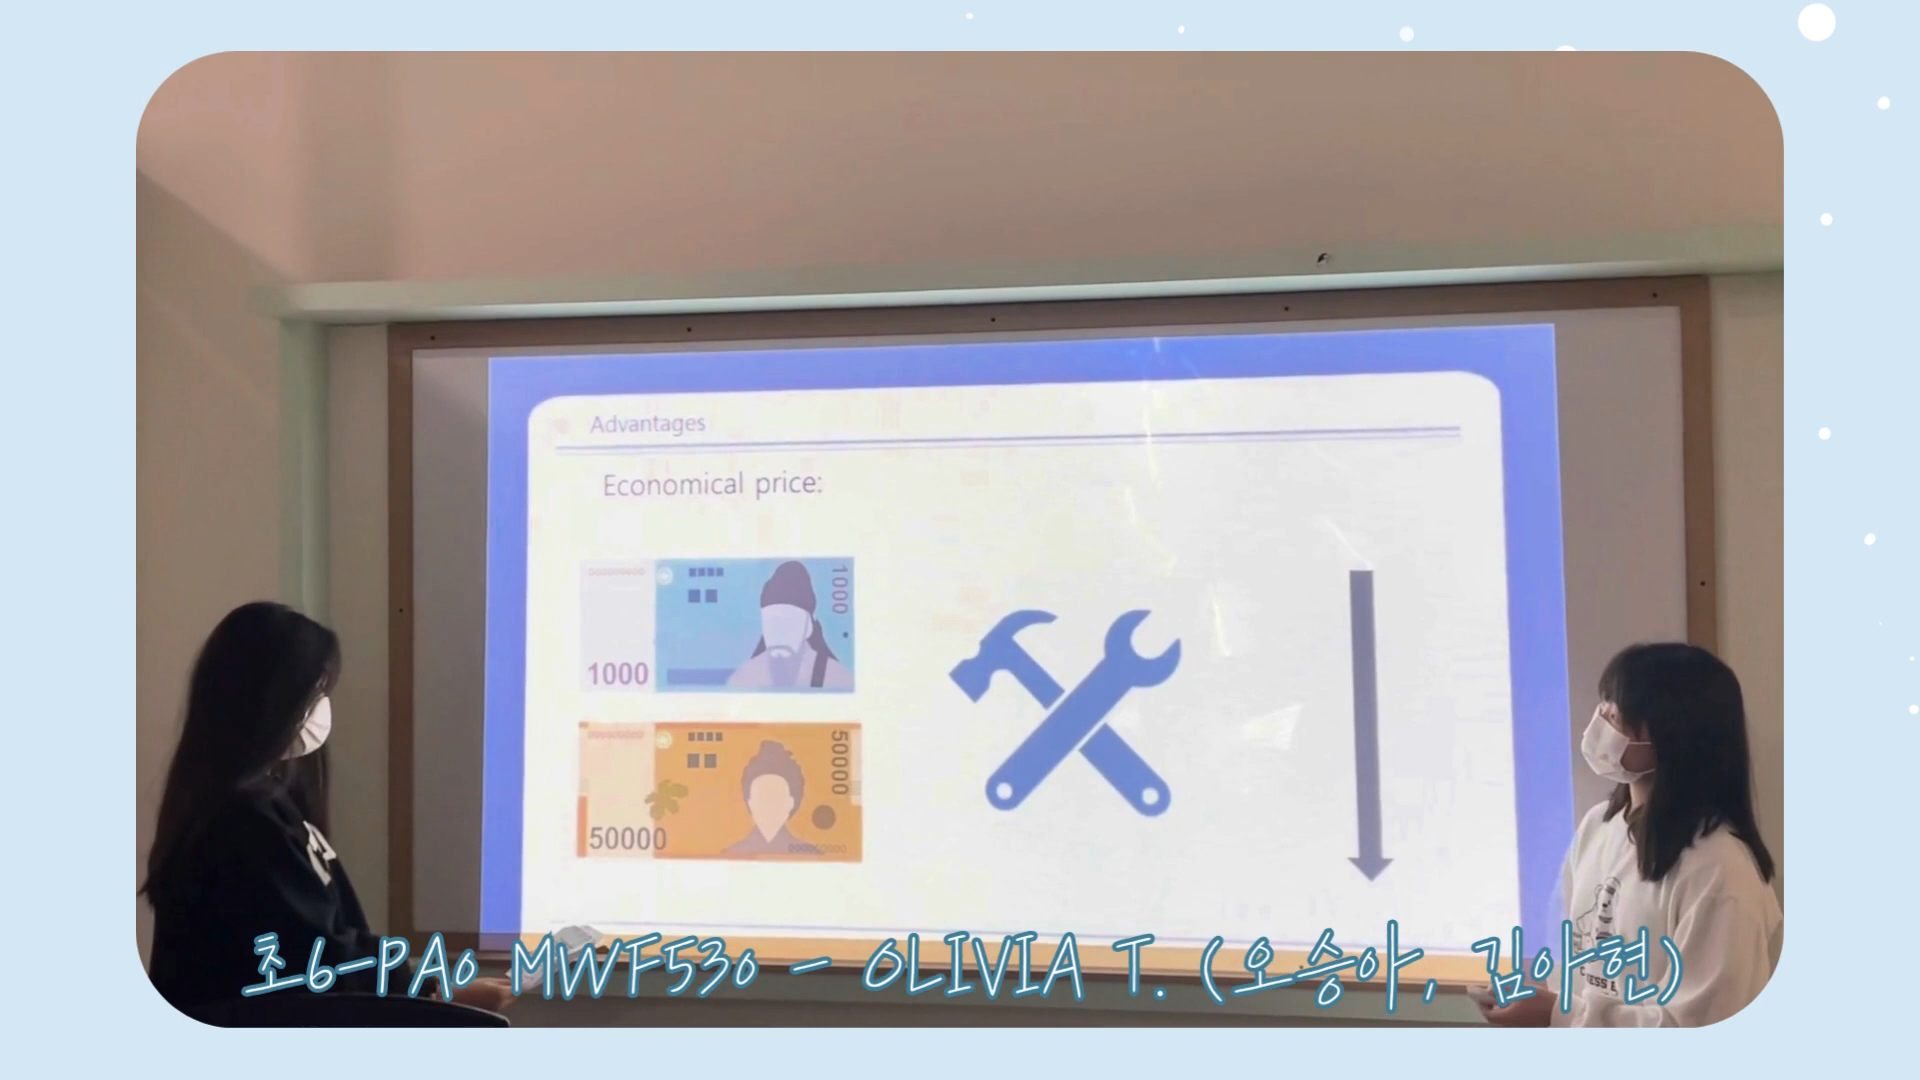 Advantages
Economical price:
1000
1000
50000
50000
초6-PA0 MWF530 - OLIVIA T. (오승아, 김아현)